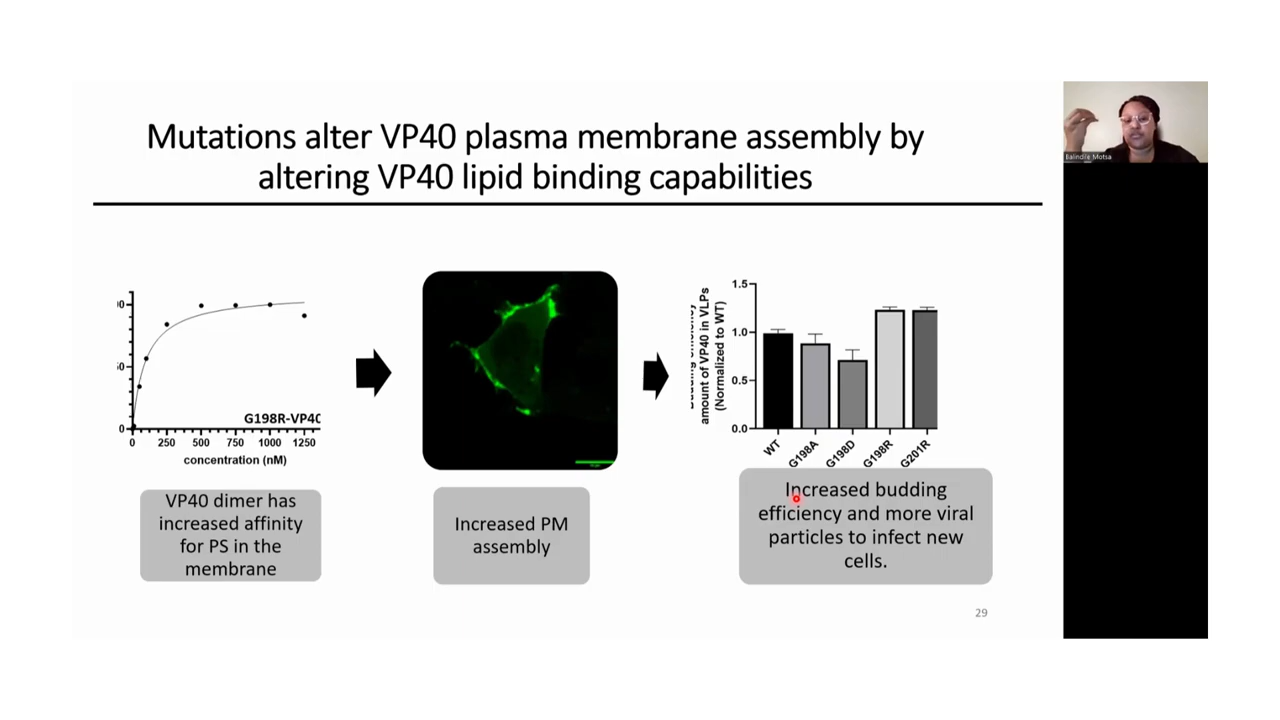 Mutations alter VP40 plasma membrane assembly by
altering VP40 lipid binding capabilities
Balindile Motsa
50
0
0 250 500 750 1000 1250
G198R-VP40
concentration (nM)
VP40 dimer has
increased affinity
for PS in the
membrane
Increased PM
assembly
amount of VP40 in VLPs
(Normalized to WT)
1.5
1.0
0.5
0.0
WT G198A G198D G198R G201R
Increased budding
efficiency and more viral
particles to infect new
cells.
29